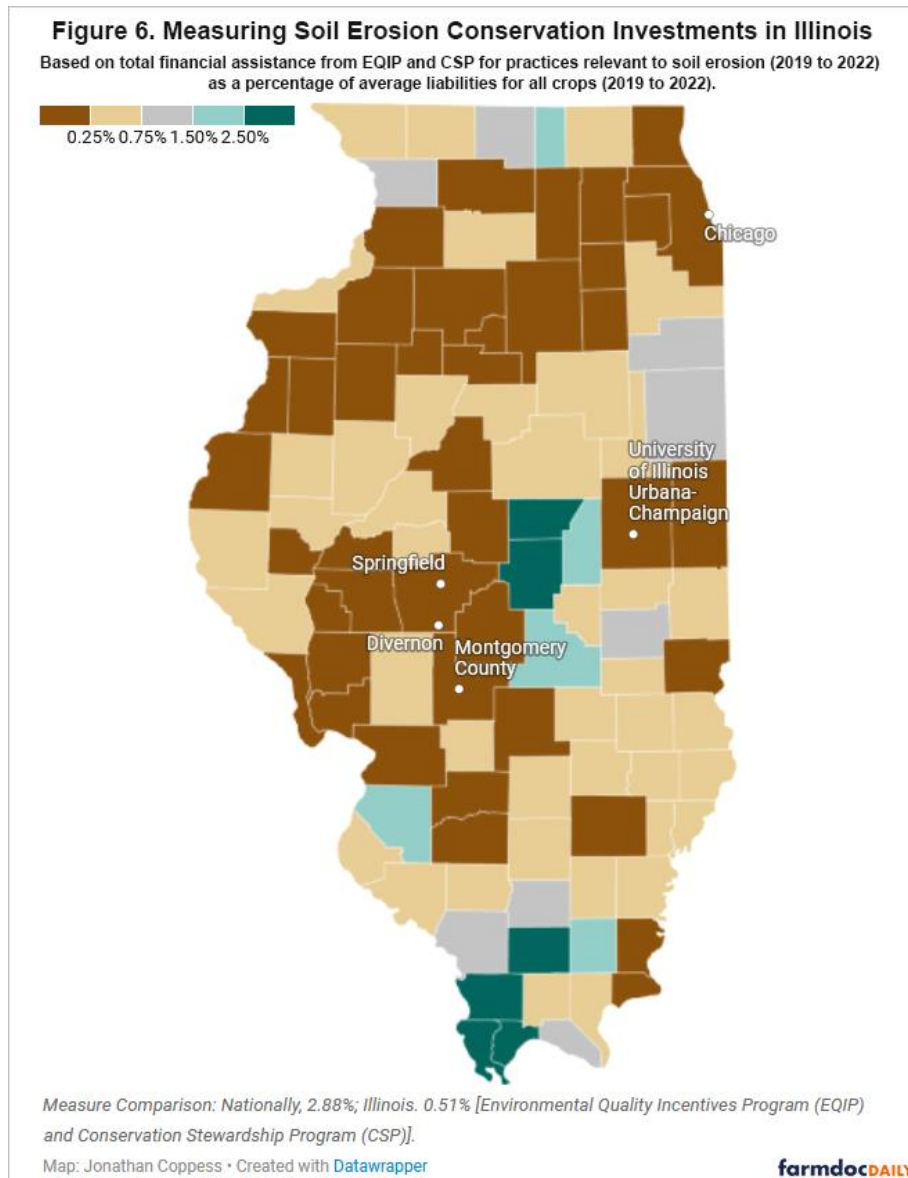 Figure 6. Measuring Soil Erosion Conservation Investments in Illinois
Based on total financial assistance from EQIP and CSP for practices relevant to soil erosion (2019 to 2022)
as a percentage of average liabilities for all crops (2019 to 2022).
0.25% 0.75% 1.50% 2.50%
Chicago
University
of Illinois
Urbana-
Champaign
Springfield
Divernon
Montgomery
County
Measure Comparison: Nationally, 2.88%; Illinois. 0.51% [Environmental Quality Incentives Program (EQIP)
and Conservation Stewardship Program (CSP)].
Map: Jonathan Coppess • Created with Datawrapper
farmdocDAILY